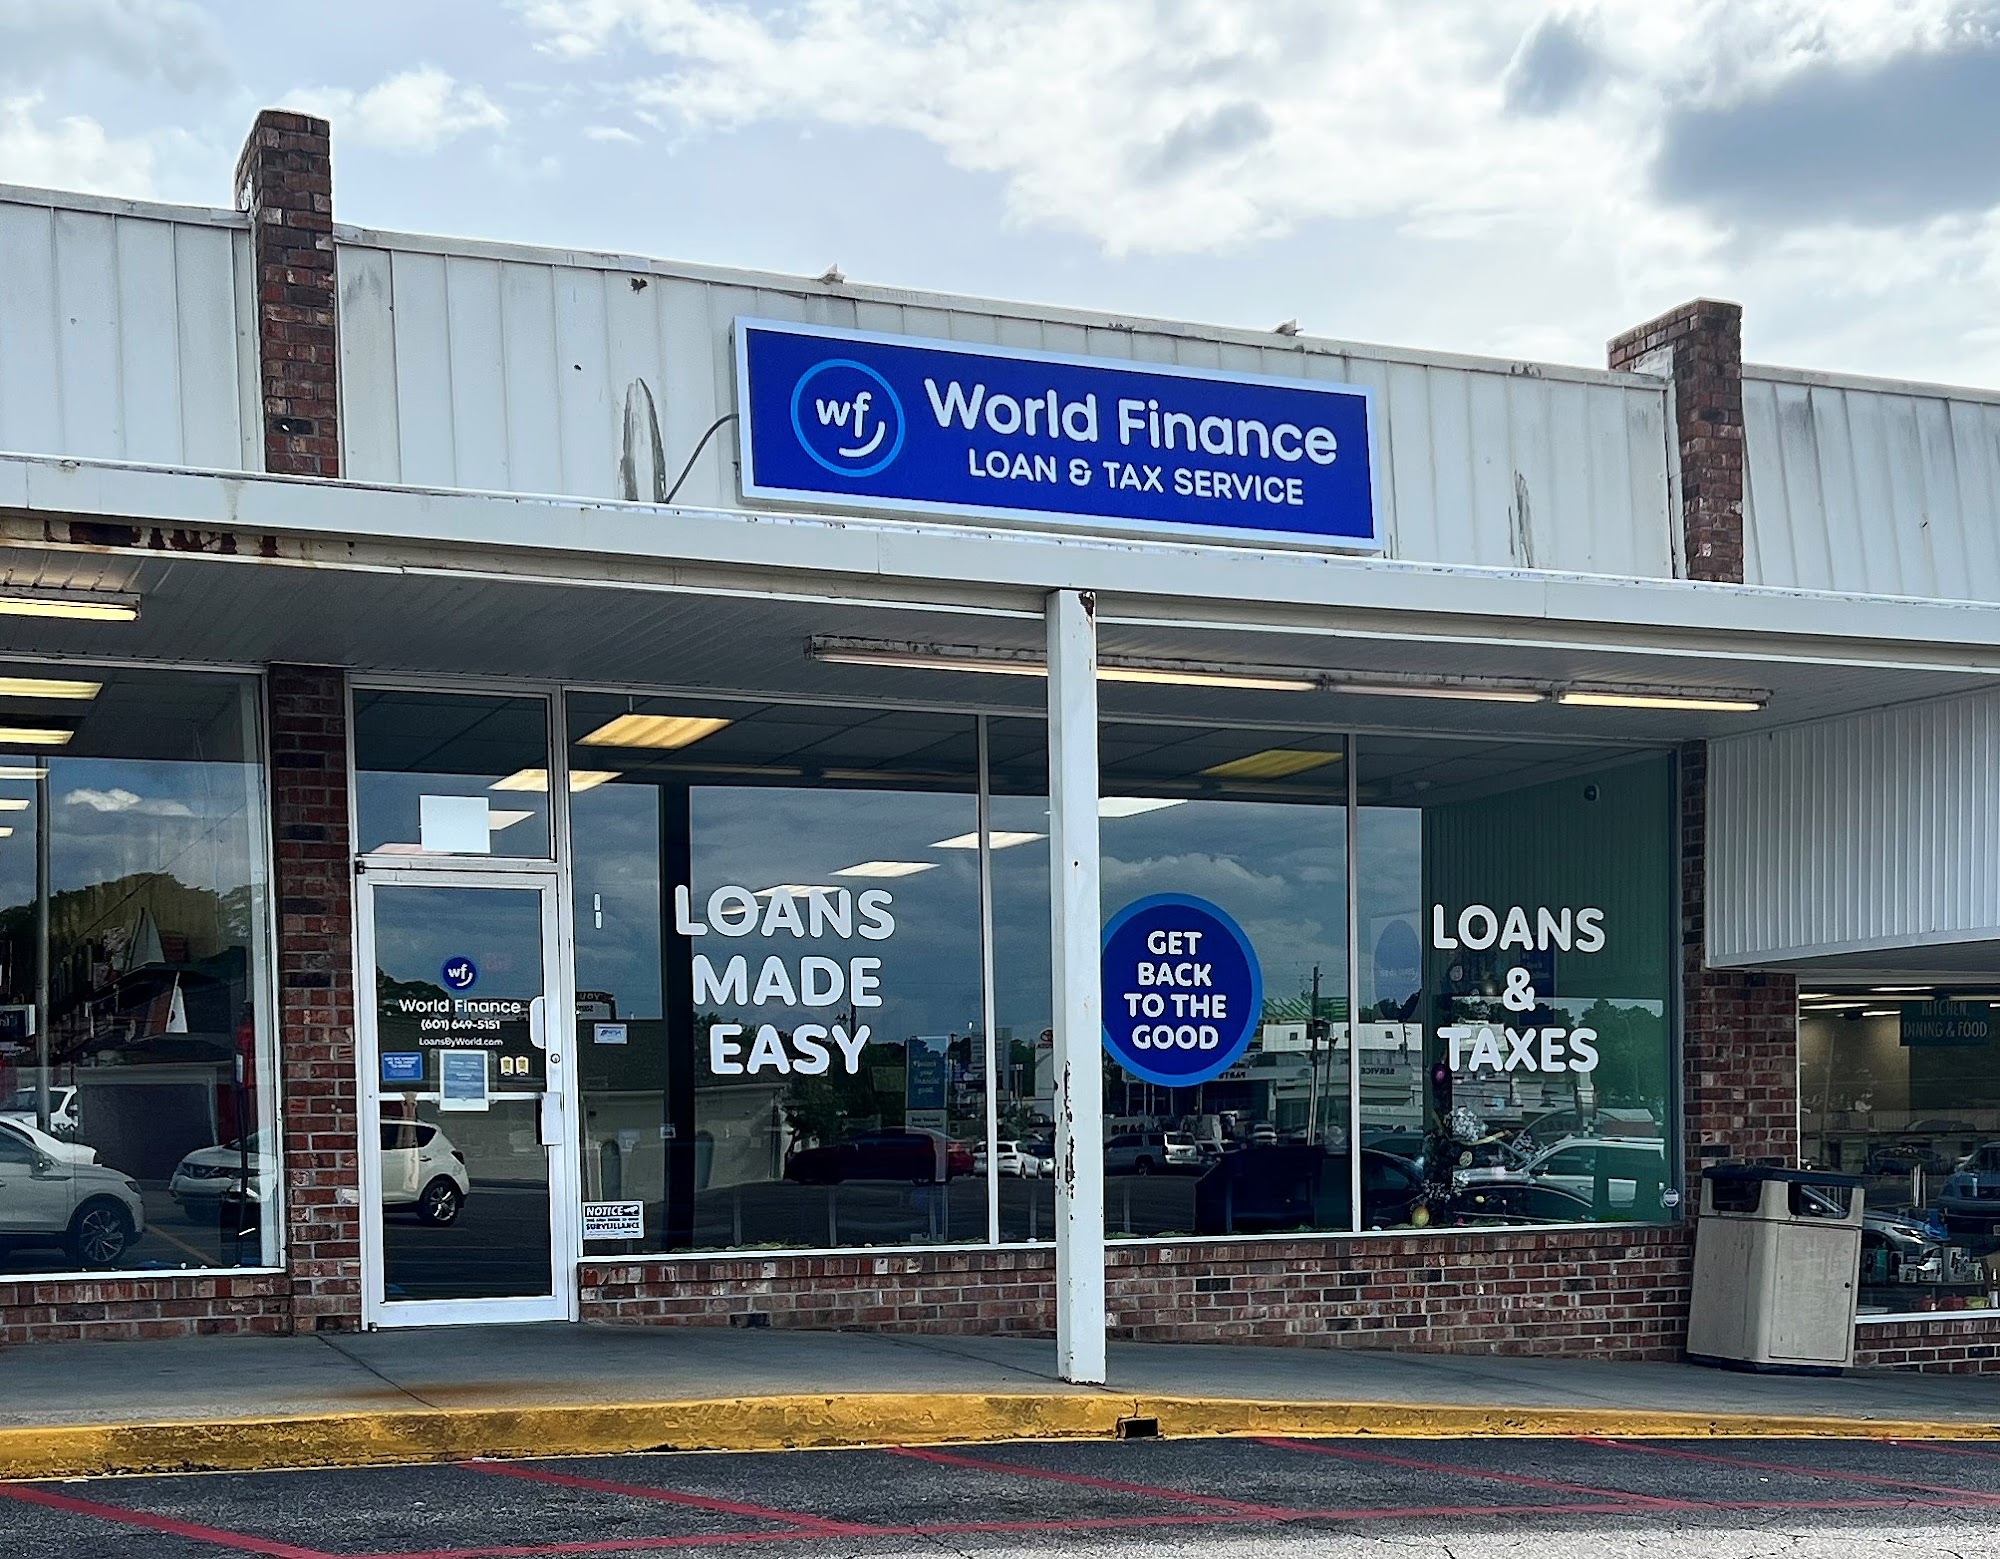 wf
World Finance
LOAN & TAX SERVICE
LOANS
MADE
EASY
GET
BACK
TO THE
GOOD
LOANS
&
TAXES
wf
World Finance
(601) 649-5151
LoansByWorld.com
NOTICE
SURVEILLANCE
KITCHEN,
DINING & FOOD